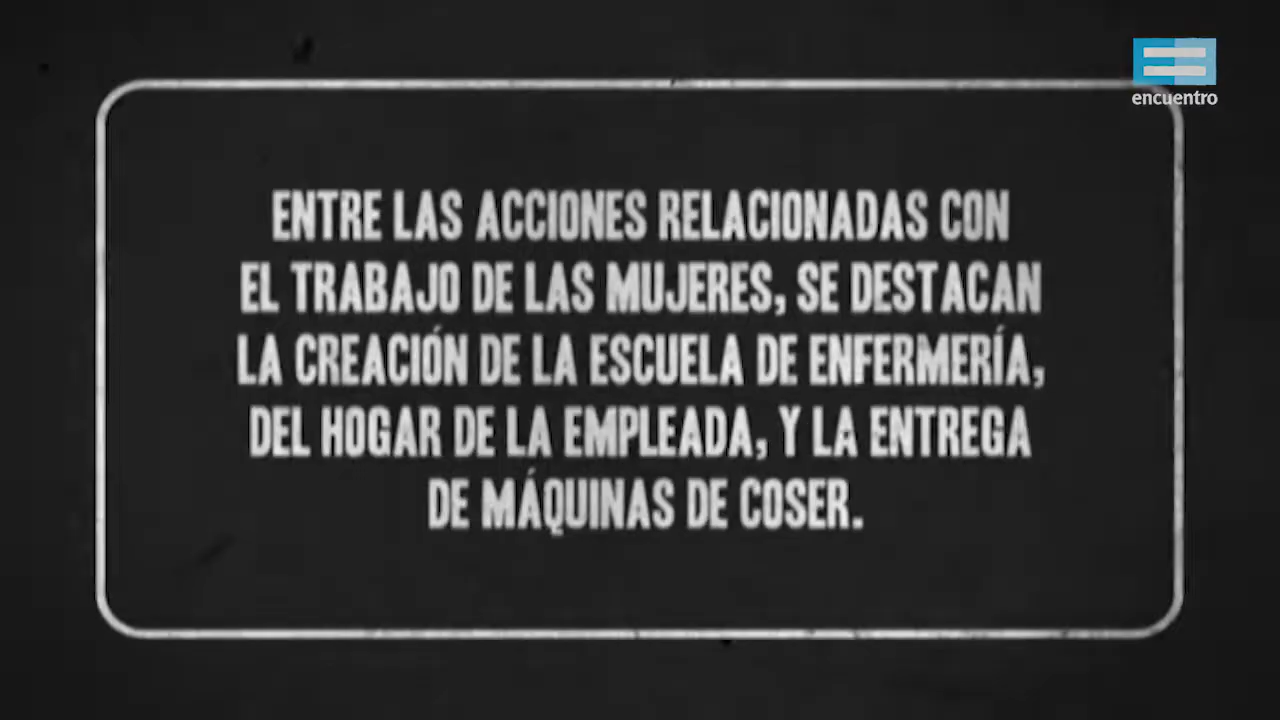 encuentro
ENTRE LAS ACCIONES RELACIONADAS CON
EL TRABAJO DE LAS MUJERES, SE DESTACAN
LA CREACIÓN DE LA ESCUELA DE ENFERMERÍA,
DEL HOGAR DE LA EMPLEADA, Y LA ENTREGA
DE MÁQUINAS DE COSER.